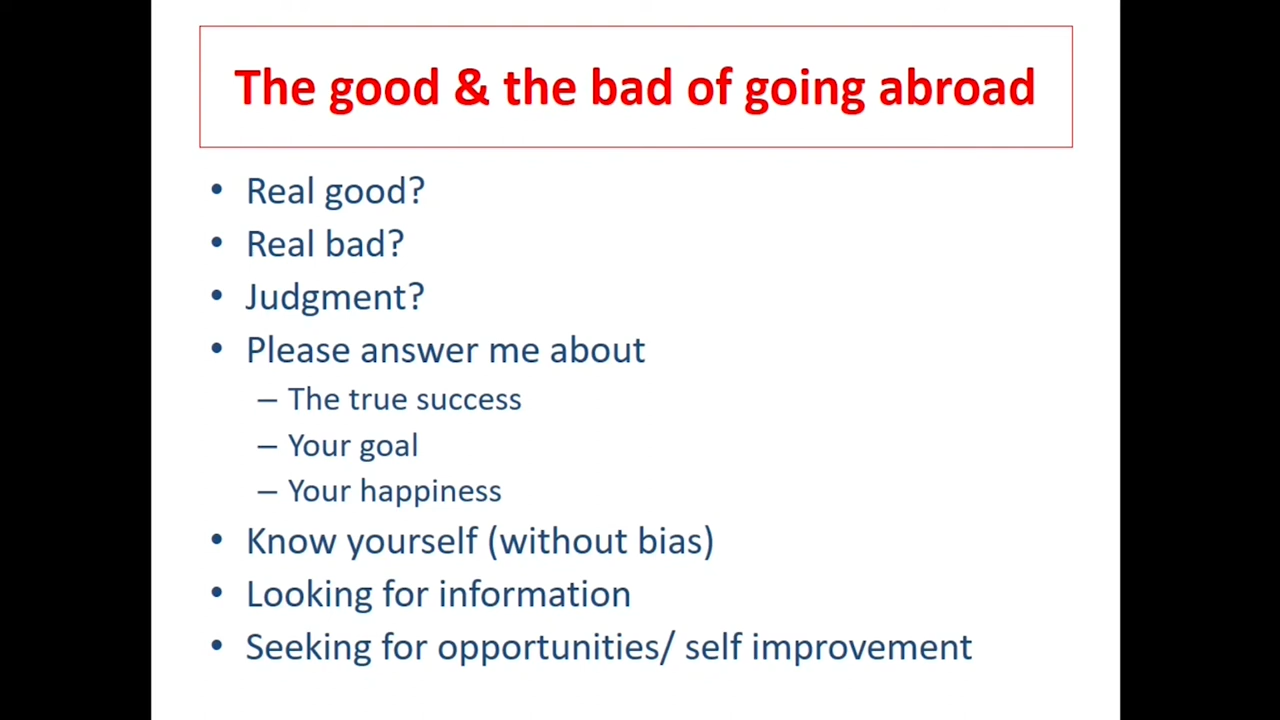 The good & the bad of going abroad
• Real good?
• Real bad?
• Judgment?
• Please answer me about
– The true success
– Your goal
– Your happiness
• Know yourself (without bias)
• Looking for information
• Seeking for opportunities/ self improvement